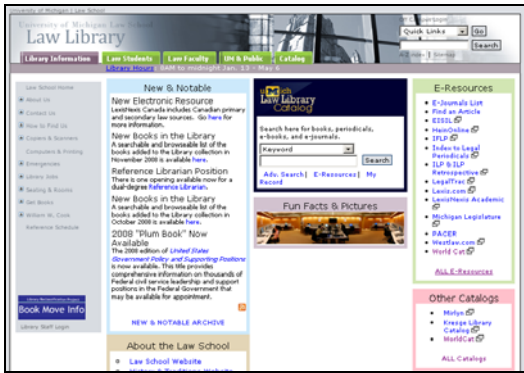 University of Michigan | Law School
University of Michigan Law School
Law Library
Quick Links
Go
Search
A-Z Index | Sitemap
Library Information
Law Students
Law Faculty
UM & Public
Catalog
Library Hours: 8AM to midnight Jan. 13 - May 6
Law School Home
About Us
Contact Us
How to Find Us
Copiers & Scanners
Computers & Printing
Emergencies
Library Jobs
Seating & Rooms
Get Books
William W. Cook
Reference Schedule
Book Move Info
Library Staff Login
New & Notable
New Electronic Resource
LexisNexis Canada includes Canadian primary
and secondary law sources. Go here for
more information.
New Books in the Library
A searchable and browseable list of the
books added to the Library collection in
November 2008 is available here.
Reference Librarian Position
There is one opening available now for a
dual-degree Reference Librarian.
New Books in the Library
A searchable and browseable list of the
books added to the Library collection in
October 2008 is available here.
2008 "Plum Book" Now
Available
The 2008 edition of United States
Government Policy and Supporting Positions
is now available. This title provides
comprehensive information on thousands of
Federal civil service leadership and support
positions in the Federal Government that
may be available for appointment.
NEW & NOTABLE ARCHIVE
About the Law School
Law School Website
History & Traditions Website
Law Library
Catalog
Search here for books, periodicals,
e-books, and e-journals.
Keyword
Search
Adv. Search | E-Resources | My
Record
Fun Facts & Pictures
E-Resources
E-Journals List
Find an Article
EISIL
HeinOnline
IFLP
Index to Legal
Periodicals
ILP & ILP
Retrospective
LegalTrac
Lexis.com
LexisNexis Academic
Michigan Legislature
PACER
Westlaw.com
World Cat
ALL E-Resources
Other Catalogs
Mirlyn
Kresge Library
Catalog
WorldCat
ALL Catalogs